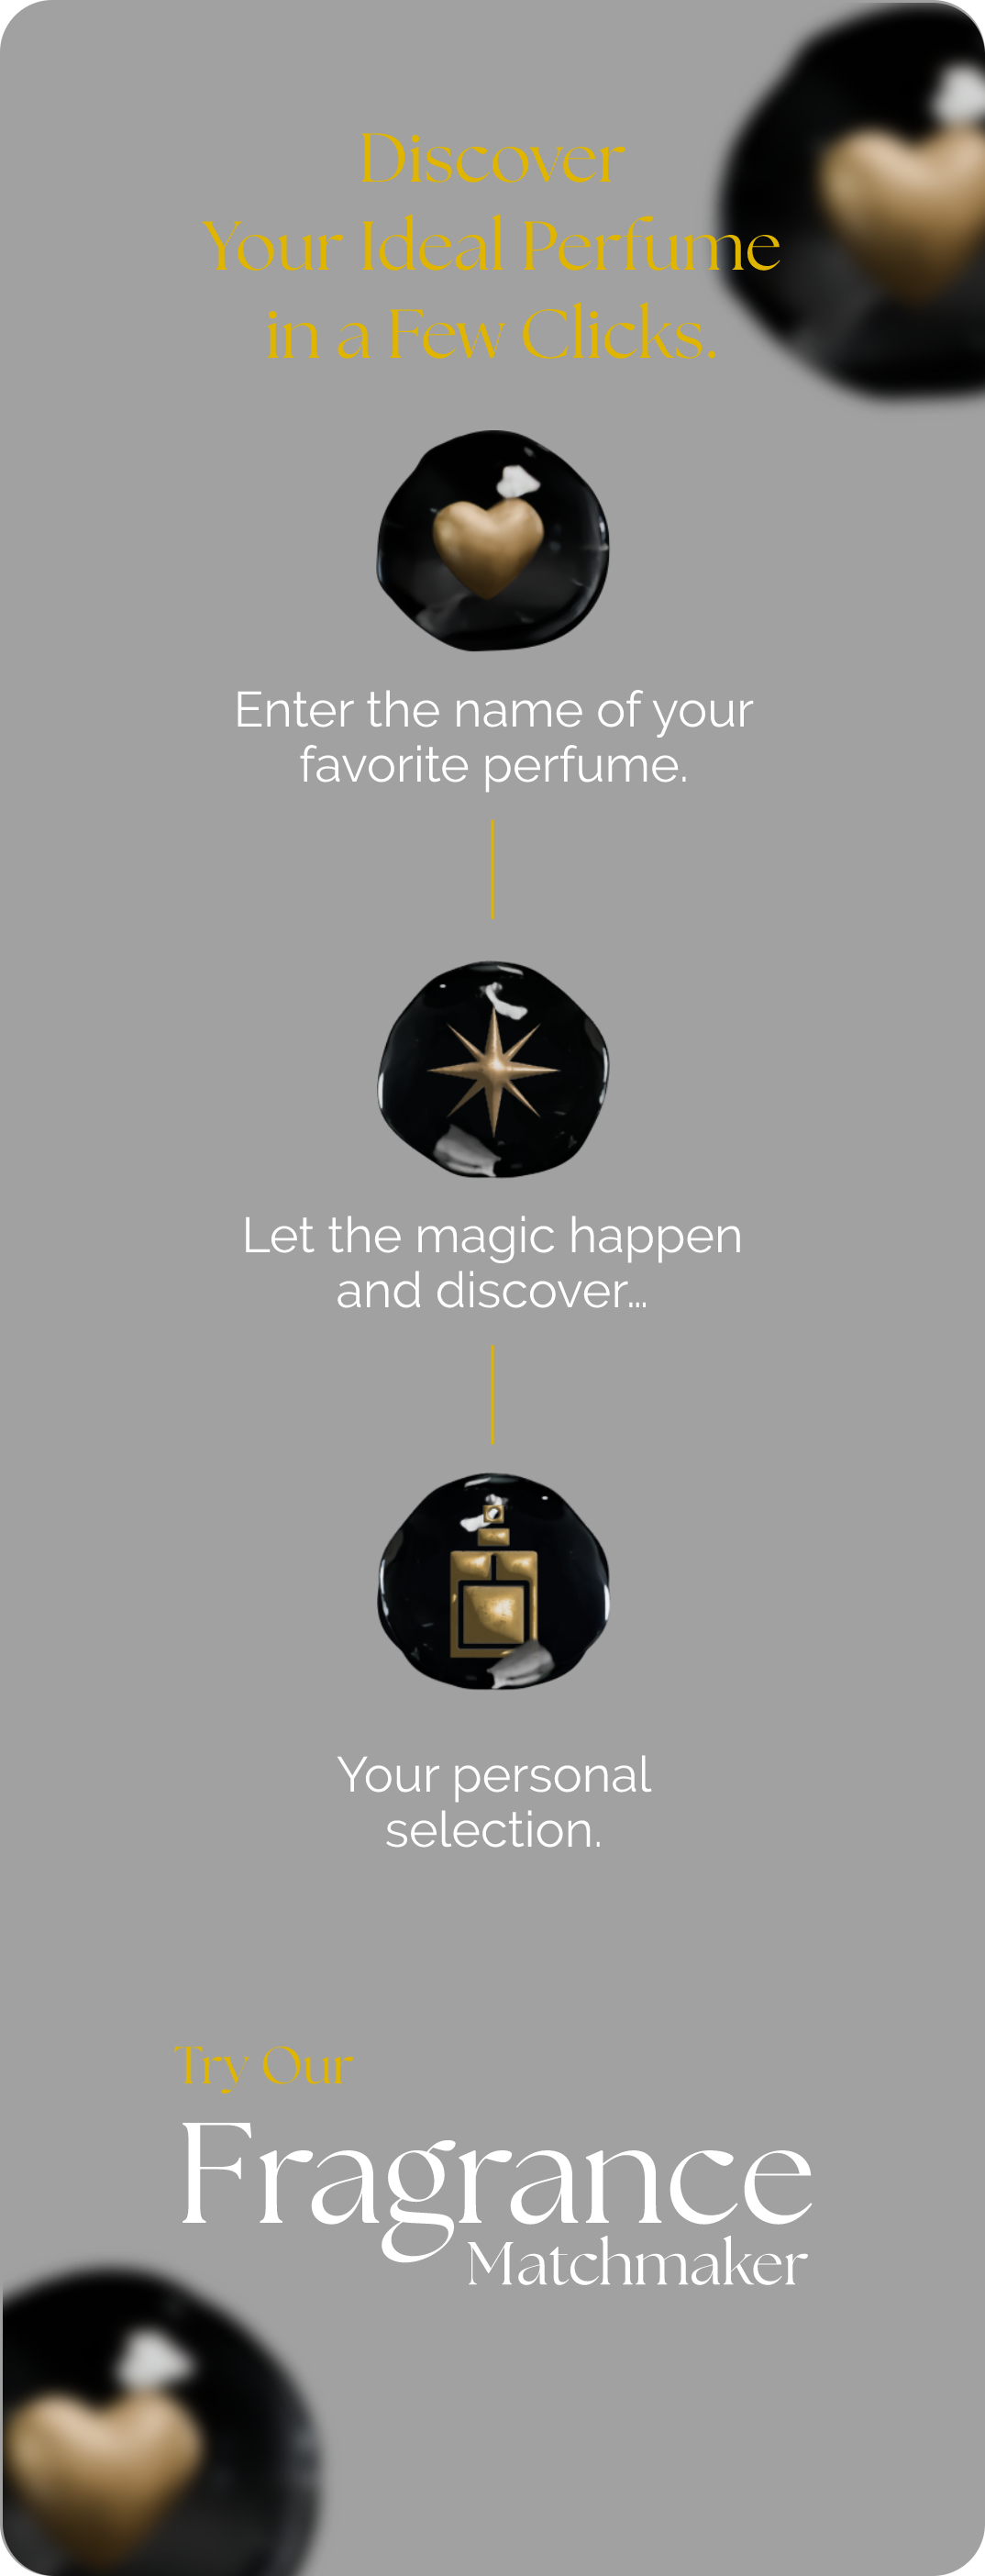 Discover
Your Ideal Perfume
in a Few Clicks.
Enter the name of your
favorite perfume.
Let the magic happen
and discover...
Your personal
selection.
Try Our
Fragrance
Matchmaker